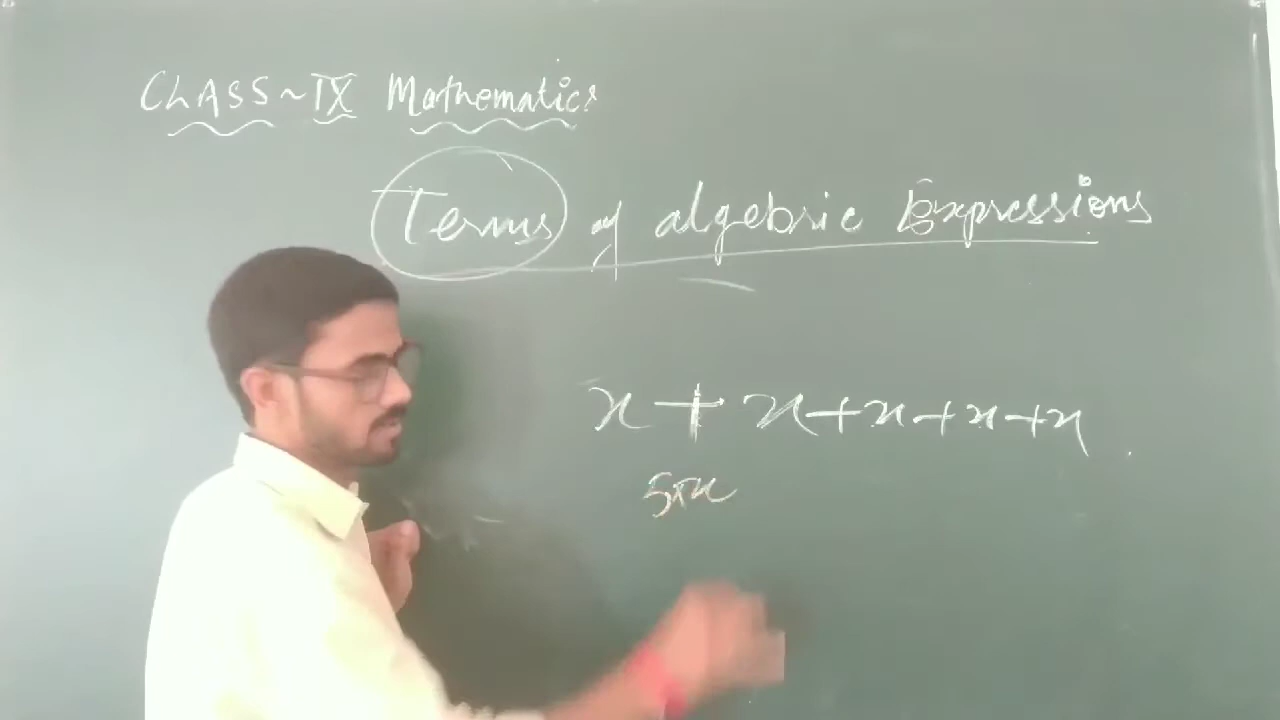 CLASS ~ IX Mathematics
Terms of algebric Expressions
x + x + x + x + x
5x